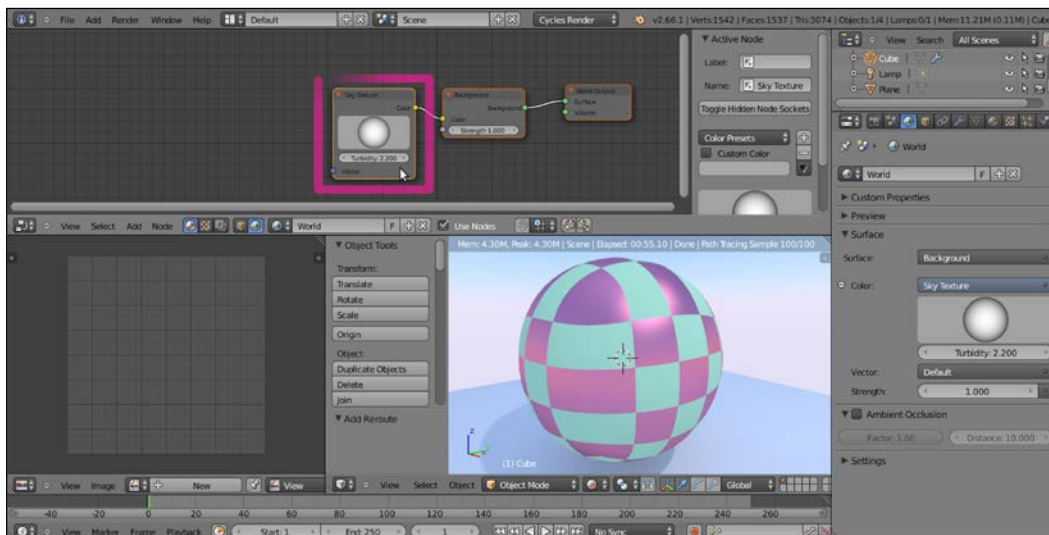 File Add Render Window Help Default Scene Cycles Render v2.66.1 | Verts:1542 | Faces:1537 | Tris:3074 | Objects:1/4 | Lamps:0/1 | Mem:11.21M (0.11M) | Cube
Sky Texture
Color
Turbidity: 2.200
Vector
Background
Background
Color
Strength 1.000
World Output
Surface
Volume
Active Node
Label:
Name: Sky Texture
Toggle Hidden Node Sockets
Color Presets
Custom Color
View Search All Scenes
Cube
Lamp
Plane
World
World F
Custom Properties
Preview
Surface
Surface: Background
Color: Sky Texture
Turbidity: 2.200
Vector: Default
Strength: 1.000
Ambient Occlusion
Factor: 1.00 Distance: 10.000
Settings
View Select Add Node World F Use Nodes
Object Tools
Transform:
Translate
Rotate
Scale
Origin
Object:
Duplicate Objects
Delete
Join
Add Reroute
Mem: 4.30M, Peak: 4.30M | Scene | Elapsed: 00:55.10 | Done | Path Tracing Sample 100/100
z
(1) Cube
View Image New View
View Select Object Object Mode Global
-40 -20 0 20 40 60 80 100 120 140 160 180 200 220 240 260
View Marker Frame Playback Start: 1 End: 250 1 No Sync